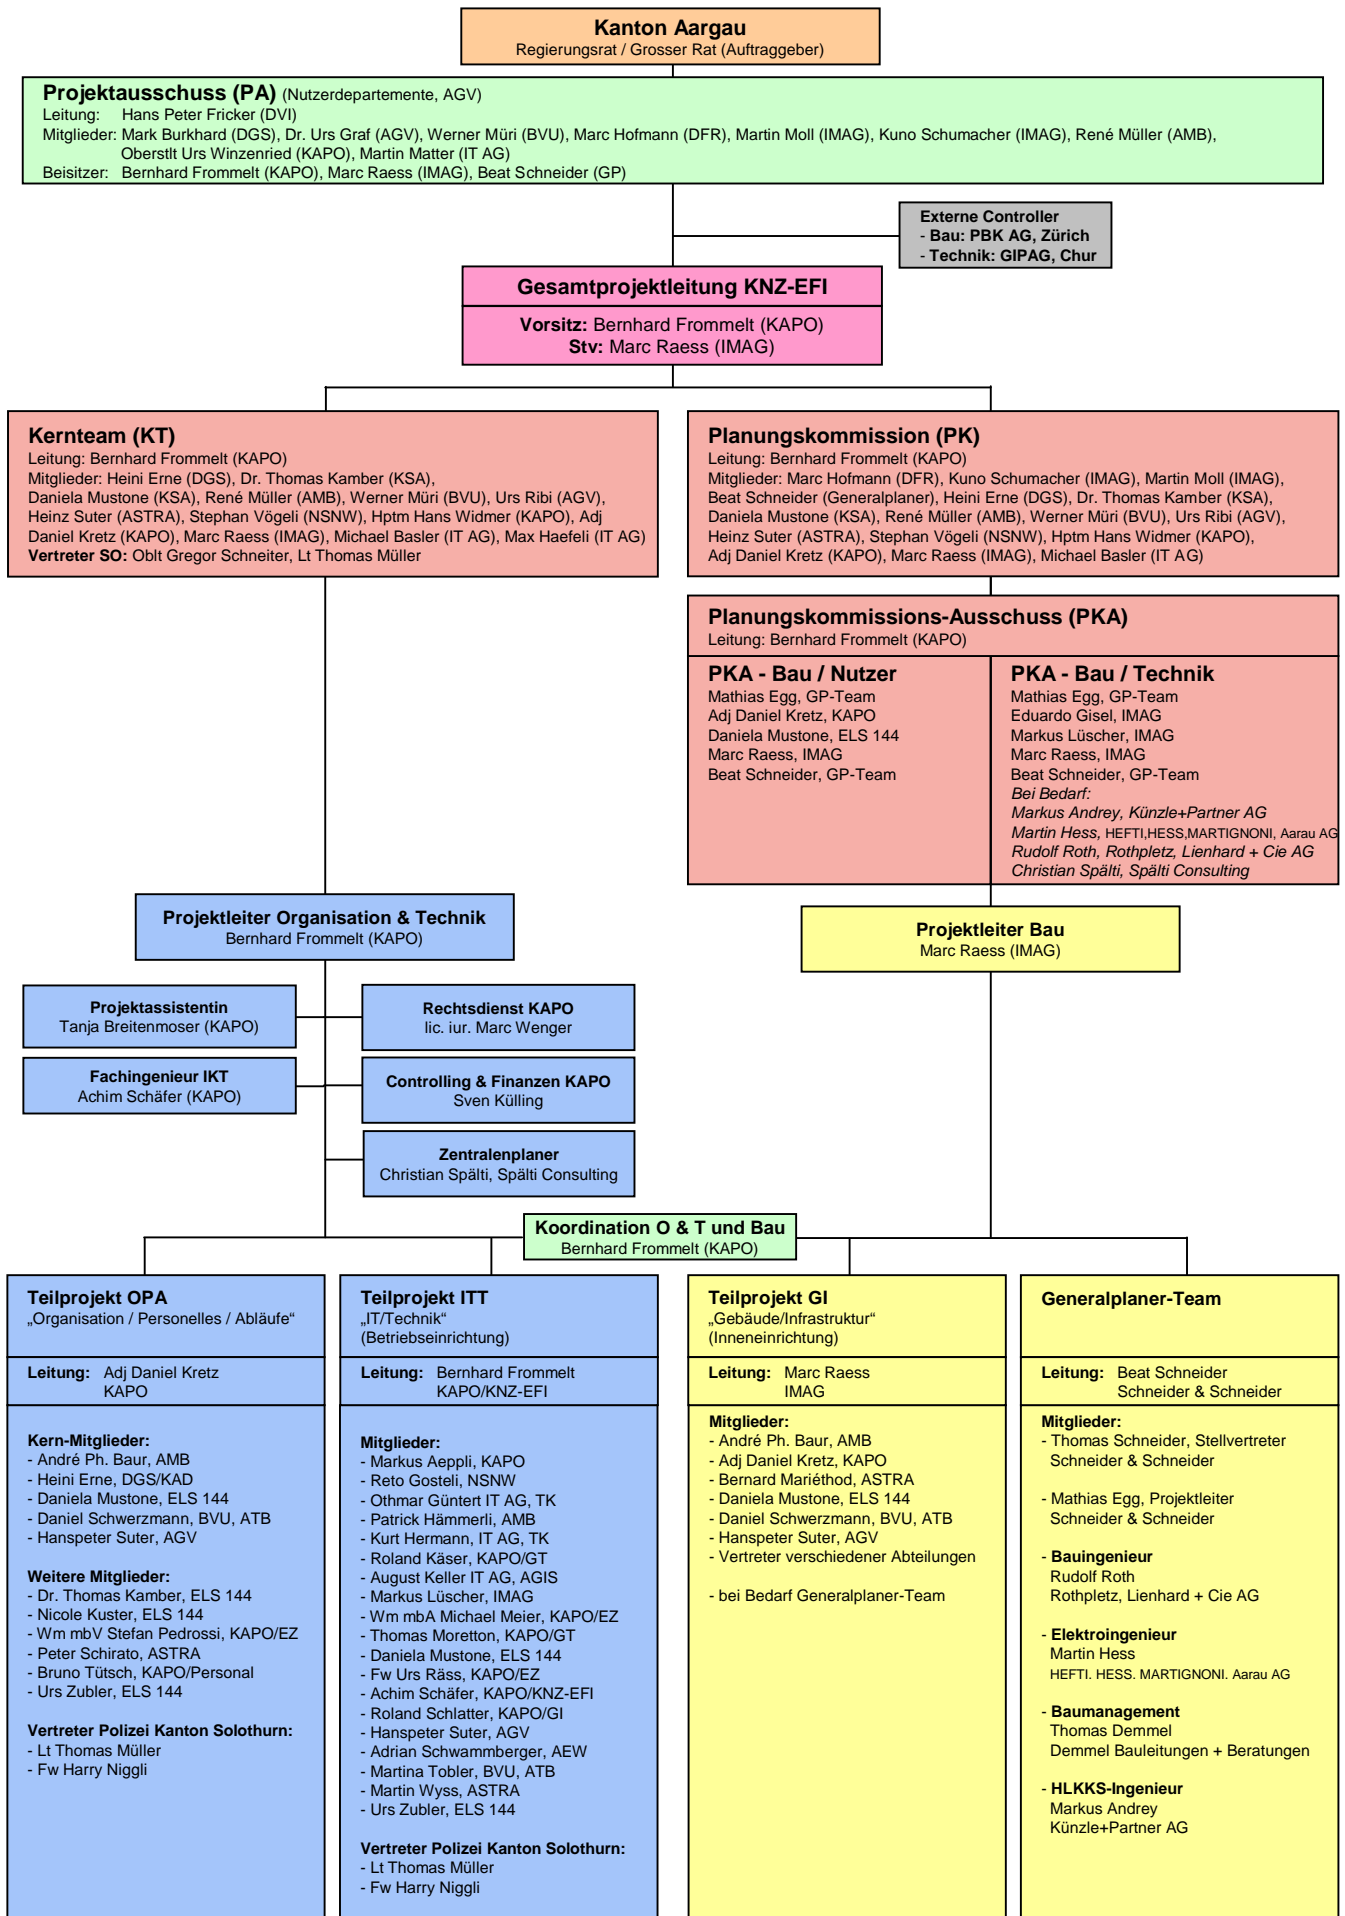 Kanton Aargau
Regierungsrat / Grosser Rat (Auftraggeber)
Projektausschuss (PA) (Nutzerdepartemente, AGV)
Leitung: Hans Peter Fricker (DVI)
Mitglieder: Mark Burkhard (DGS), Dr. Urs Graf (AGV), Werner Müri (BVU), Marc Hofmann (DFR), Martin Moll (IMAG), Kuno Schumacher (IMAG), René Müller (AMB),
Oberstlt Urs Winzenried (KAPO), Martin Matter (IT AG)
Beisitzer: Bernhard Frommelt (KAPO), Marc Raess (IMAG), Beat Schneider (GP)
Externe Controller
- Bau: PBK AG, Zürich
- Technik: GIPAG, Chur
Gesamtprojektleitung KNZ-EFI
Vorsitz: Bernhard Frommelt (KAPO)
Stv: Marc Raess (IMAG)
Kernteam (KT)
Leitung: Bernhard Frommelt (KAPO)
Mitglieder: Heini Erne (DGS), Dr. Thomas Kamber (KSA),
Daniela Mustone (KSA), René Müller (AMB), Werner Müri (BVU), Urs Ribi (AGV),
Heinz Suter (ASTRA), Stephan Vögeli (NSNW), Hptm Hans Widmer (KAPO), Adj
Daniel Kretz (KAPO), Marc Raess (IMAG), Michael Basler (IT AG), Max Haefeli (IT AG)
Vertreter SO: Oblt Gregor Schneiter, Lt Thomas Müller
Planungskommission (PK)
Leitung: Bernhard Frommelt (KAPO)
Mitglieder: Marc Hofmann (DFR), Kuno Schumacher (IMAG), Martin Moll (IMAG),
Beat Schneider (Generalplaner), Heini Erne (DGS), Dr. Thomas Kamber (KSA),
Daniela Mustone (KSA), René Müller (AMB), Werner Müri (BVU), Urs Ribi (AGV),
Heinz Suter (ASTRA), Stephan Vögeli (NSNW), Hptm Hans Widmer (KAPO),
Adj Daniel Kretz (KAPO), Marc Raess (IMAG), Michael Basler (IT AG)
Planungskommissions-Ausschuss (PKA)
Leitung: Bernhard Frommelt (KAPO)
PKA - Bau / Nutzer
Mathias Egg, GP-Team
Adj Daniel Kretz, KAPO
Daniela Mustone, ELS 144
Marc Raess, IMAG
Beat Schneider, GP-Team
PKA - Bau / Technik
Mathias Egg, GP-Team
Eduardo Gisel, IMAG
Markus Lüscher, IMAG
Marc Raess, IMAG
Beat Schneider, GP-Team
Bei Bedarf:
Markus Andrey, Künzle+Partner AG
Martin Hess, HEFTI,HESS,MARTIGNONI, Aarau AG
Rudolf Roth, Rothpletz, Lienhard + Cie AG
Christian Spälti, Spälti Consulting
Projektleiter Organisation & Technik
Bernhard Frommelt (KAPO)
Projektleiter Bau
Marc Raess (IMAG)
Projektassistentin
Tanja Breitenmoser (KAPO)
Rechtsdienst KAPO
lic. iur. Marc Wenger
Fachingenieur IKT
Achim Schäfer (KAPO)
Controlling & Finanzen KAPO
Sven Külling
Zentralenplaner
Christian Spälti, Spälti Consulting
Koordination O & T und Bau
Bernhard Frommelt (KAPO)
Teilprojekt OPA
„Organisation / Personelles / Abläufe“
Leitung: Adj Daniel Kretz
KAPO
Kern-Mitglieder:
- André Ph. Baur, AMB
- Heini Erne, DGS/KAD
- Daniela Mustone, ELS 144
- Daniel Schwerzmann, BVU, ATB
- Hanspeter Suter, AGV
Weitere Mitglieder:
- Dr. Thomas Kamber, ELS 144
- Nicole Kuster, ELS 144
- Wm mbV Stefan Pedrossi, KAPO/EZ
- Peter Schirato, ASTRA
- Bruno Tütsch, KAPO/Personal
- Urs Zubler, ELS 144
Vertreter Polizei Kanton Solothurn:
- Lt Thomas Müller
- Fw Harry Niggli
Teilprojekt ITT
„IT/Technik“
(Betriebseinrichtung)
Leitung: Bernhard Frommelt
KAPO/KNZ-EFI
Mitglieder:
- Markus Aeppli, KAPO
- Reto Gosteli, NSNW
- Othmar Güntert IT AG, TK
- Patrick Hämmerli, AMB
- Kurt Hermann, IT AG, TK
- Roland Käser, KAPO/GT
- August Keller IT AG, AGIS
- Markus Lüscher, IMAG
- Wm mbA Michael Meier, KAPO/EZ
- Thomas Moretton, KAPO/GT
- Daniela Mustone, ELS 144
- Fw Urs Räss, KAPO/EZ
- Achim Schäfer, KAPO/KNZ-EFI
- Roland Schlatter, KAPO/GI
- Hanspeter Suter, AGV
- Adrian Schwammberger, AEW
- Martina Tobler, BVU, ATB
- Martin Wyss, ASTRA
- Urs Zubler, ELS 144
Vertreter Polizei Kanton Solothurn:
- Lt Thomas Müller
- Fw Harry Niggli
Teilprojekt GI
„Gebäude/Infrastruktur“
(Inneneinrichtung)
Leitung: Marc Raess
IMAG
Mitglieder:
- André Ph. Baur, AMB
- Adj Daniel Kretz, KAPO
- Bernard Mariéthod, ASTRA
- Daniela Mustone, ELS 144
- Daniel Schwerzmann, BVU, ATB
- Hanspeter Suter, AGV
- Vertreter verschiedener Abteilungen
- bei Bedarf Generalplaner-Team
Generalplaner-Team
Leitung: Beat Schneider
Schneider & Schneider
Mitglieder:
- Thomas Schneider, Stellvertreter
Schneider & Schneider
- Mathias Egg, Projektleiter
Schneider & Schneider
- Bauingenieur
Rudolf Roth
Rothpletz, Lienhard + Cie AG
- Elektroingenieur
Martin Hess
HEFTI. HESS. MARTIGNONI. Aarau AG
- Baumanagement
Thomas Demmel
Demmel Bauleitungen + Beratungen
- HLKKS-Ingenieur
Markus Andrey
Künzle+Partner AG